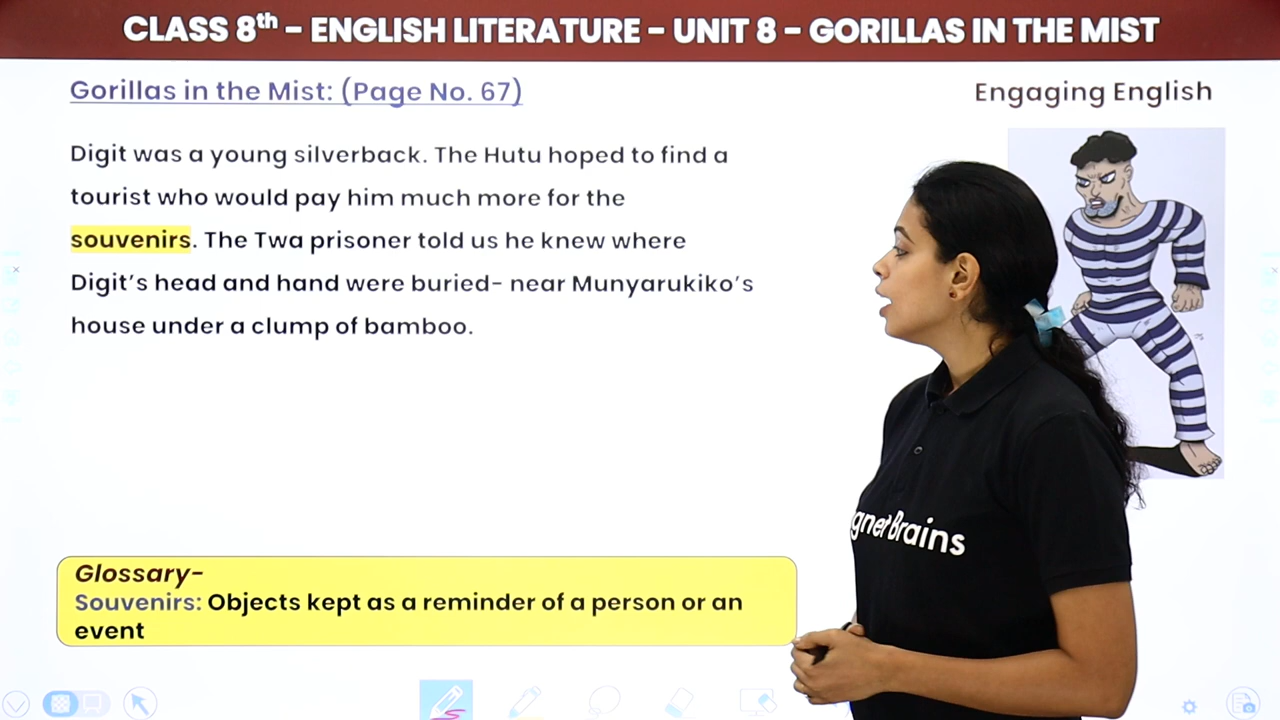 CLASS 8th – ENGLISH LITERATURE – UNIT 8 – GORILLAS IN THE MIST
Gorillas in the Mist: (Page No. 67)
Engaging English
Digit was a young silverback. The Hutu hoped to find a
tourist who would pay him much more for the
souvenirs. The Twa prisoner told us he knew where
Digit's head and hand were buried- near Munyarukiko's
house under a clump of bamboo.
gnet Brains
Glossary-
Souvenirs: Objects kept as a reminder of a person or an
event